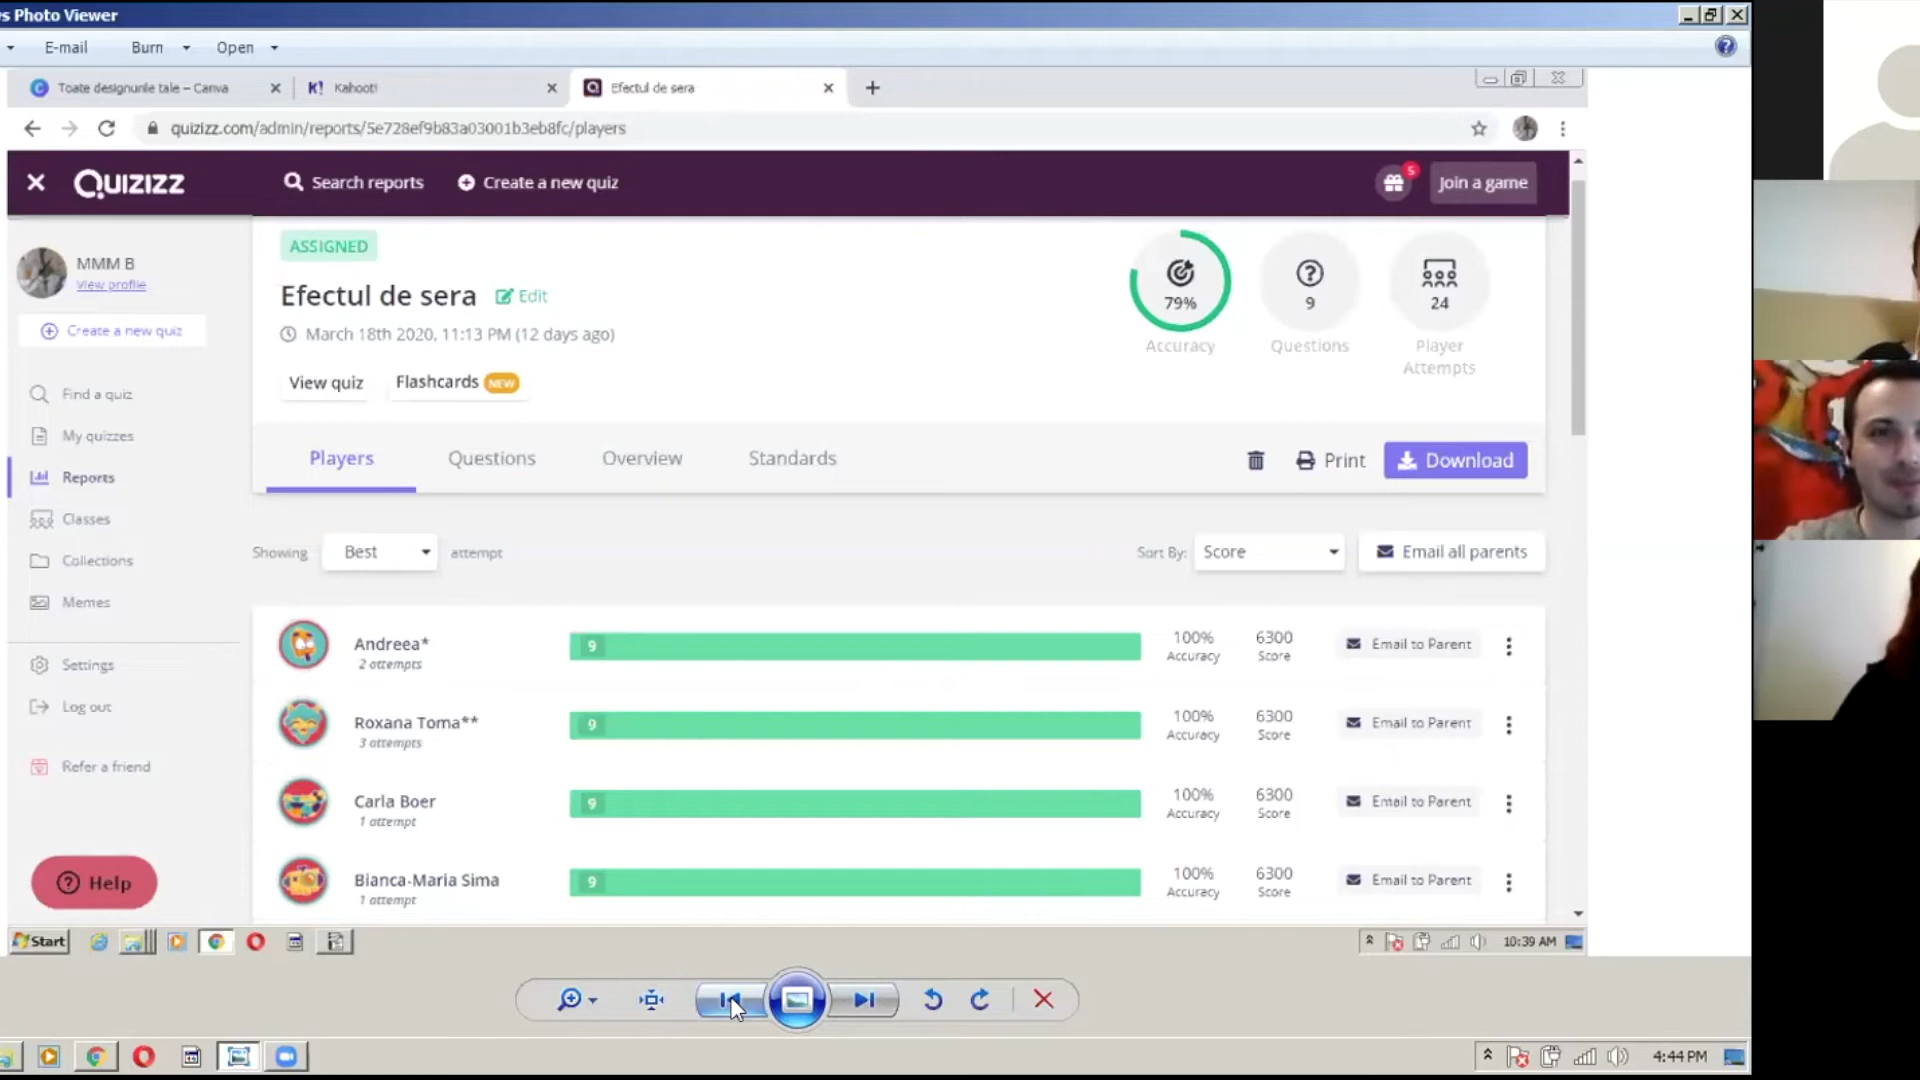 s Photo Viewer
E-mail Burn Open
Toate designurile tale – Canva Kahoot! Efectul de sera
quizizz.com/admin/reports/5e728ef9b83a03001b3eb8fc/players
QUIZIZZ Search reports Create a new quiz 5 Join a game
MMM B
View profile
Create a new quiz
Find a quiz
My quizzes
Reports
Classes
Collections
Memes
Settings
Log out
Refer a friend
Help
ASSIGNED
Efectul de sera Edit
March 18th 2020, 11:13 PM (12 days ago)
View quiz Flashcards NEW
79% 9 24
Accuracy Questions Player
Attempts
Players Questions Overview Standards Print Download
Showing Best attempt Sort By: Score Email all parents
Andreea* 9 100% 6300 Email to Parent
2 attempts Accuracy Score
Roxana Toma** 9 100% 6300 Email to Parent
3 attempts Accuracy Score
Carla Boer 9 100% 6300 Email to Parent
1 attempt Accuracy Score
Bianca-Maria Sima 9 100% 6300 Email to Parent
1 attempt Accuracy Score
Start 10:39 AM
4:44 PM